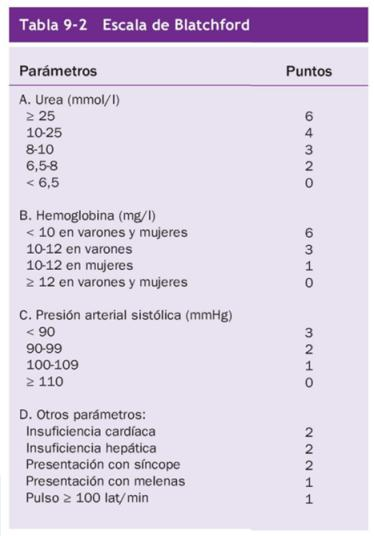 Tabla 9-2 Escala de Blatchford
Parámetros Puntos
A. Urea (mmol/l)
≥ 25 6
10-25 4
8-10 3
6,5-8 2
< 6,5 0
B. Hemoglobina (mg/l)
< 10 en varones y mujeres 6
10-12 en varones 3
10-12 en mujeres 1
≥ 12 en varones y mujeres 0
C. Presión arterial sistólica (mmHg)
< 90 3
90-99 2
100-109 1
≥ 110 0
D. Otros parámetros:
Insuficiencia cardíaca 2
Insuficiencia hepática 2
Presentación con síncope 2
Presentación con melenas 1
Pulso ≥ 100 lat/min 1